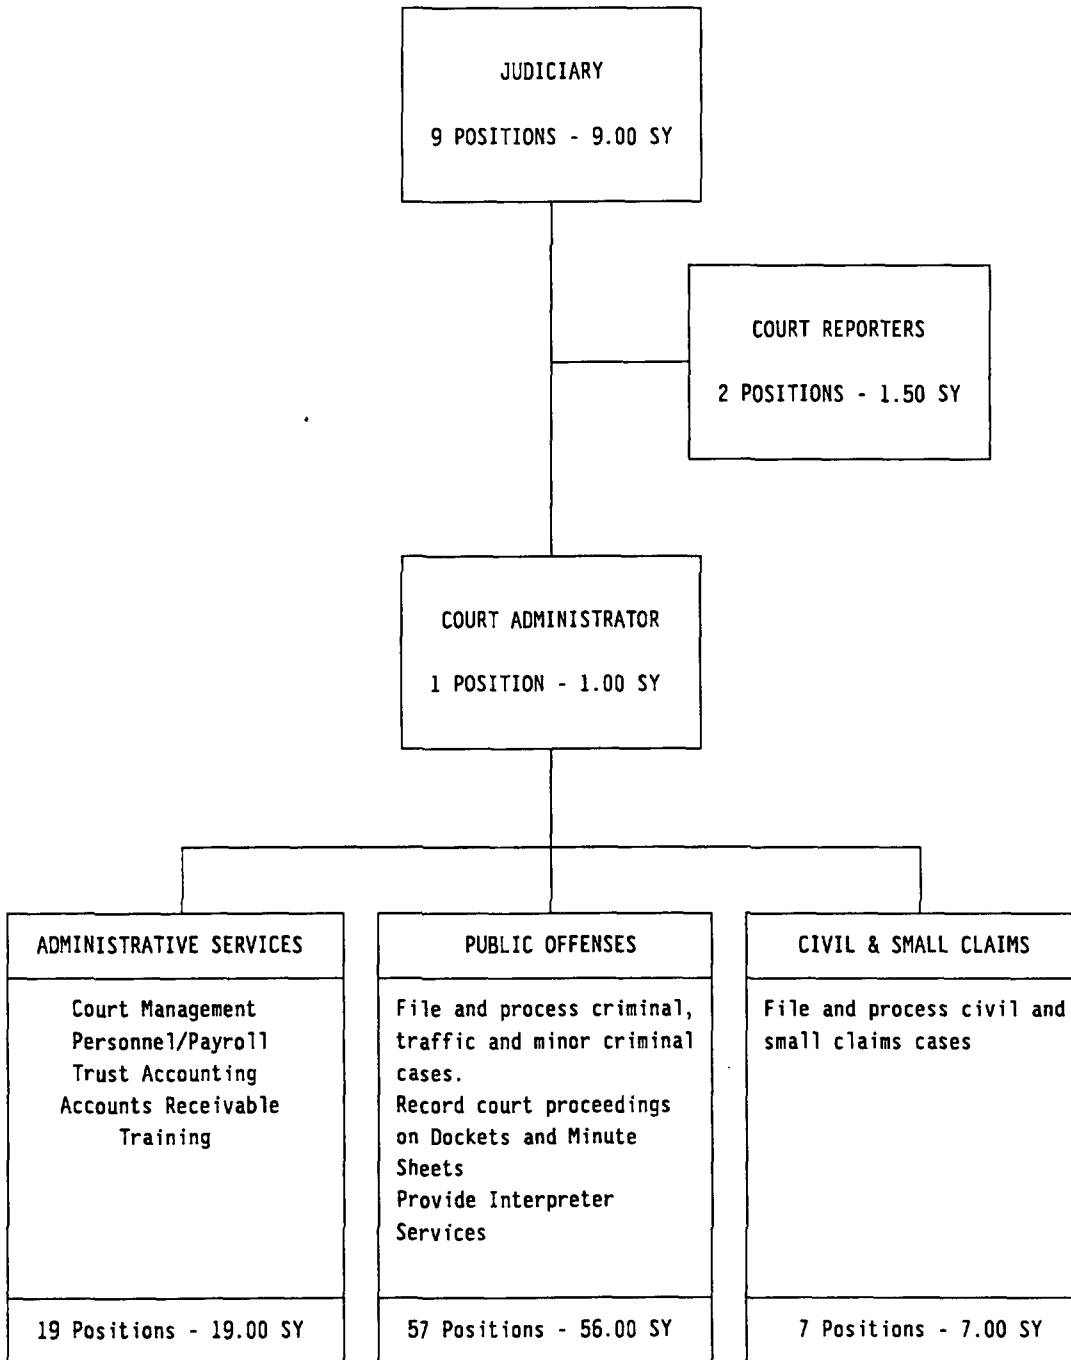 JUDICIARY
9 POSITIONS - 9.00 SY
COURT REPORTERS
2 POSITIONS - 1.50 SY
COURT ADMINISTRATOR
1 POSITION - 1.00 SY
ADMINISTRATIVE SERVICES
Court Management
Personnel/Payroll
Trust Accounting
Accounts Receivable
Training
19 Positions - 19.00 SY
PUBLIC OFFENSES
File and process criminal,
traffic and minor criminal
cases.
Record court proceedings
on Dockets and Minute
Sheets
Provide Interpreter
Services
57 Positions - 56.00 SY
CIVIL & SMALL CLAIMS
File and process civil and
small claims cases
7 Positions - 7.00 SY